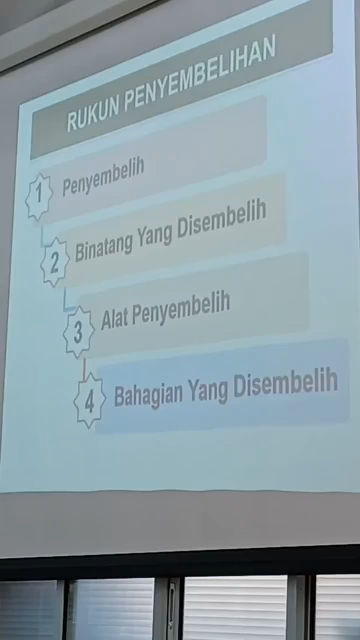 RUKUN PENYEMBELIHAN
1 Penyembelih
2 Binatang Yang Disembelih
3 Alat Penyembelih
4 Bahagian Yang Disembelih